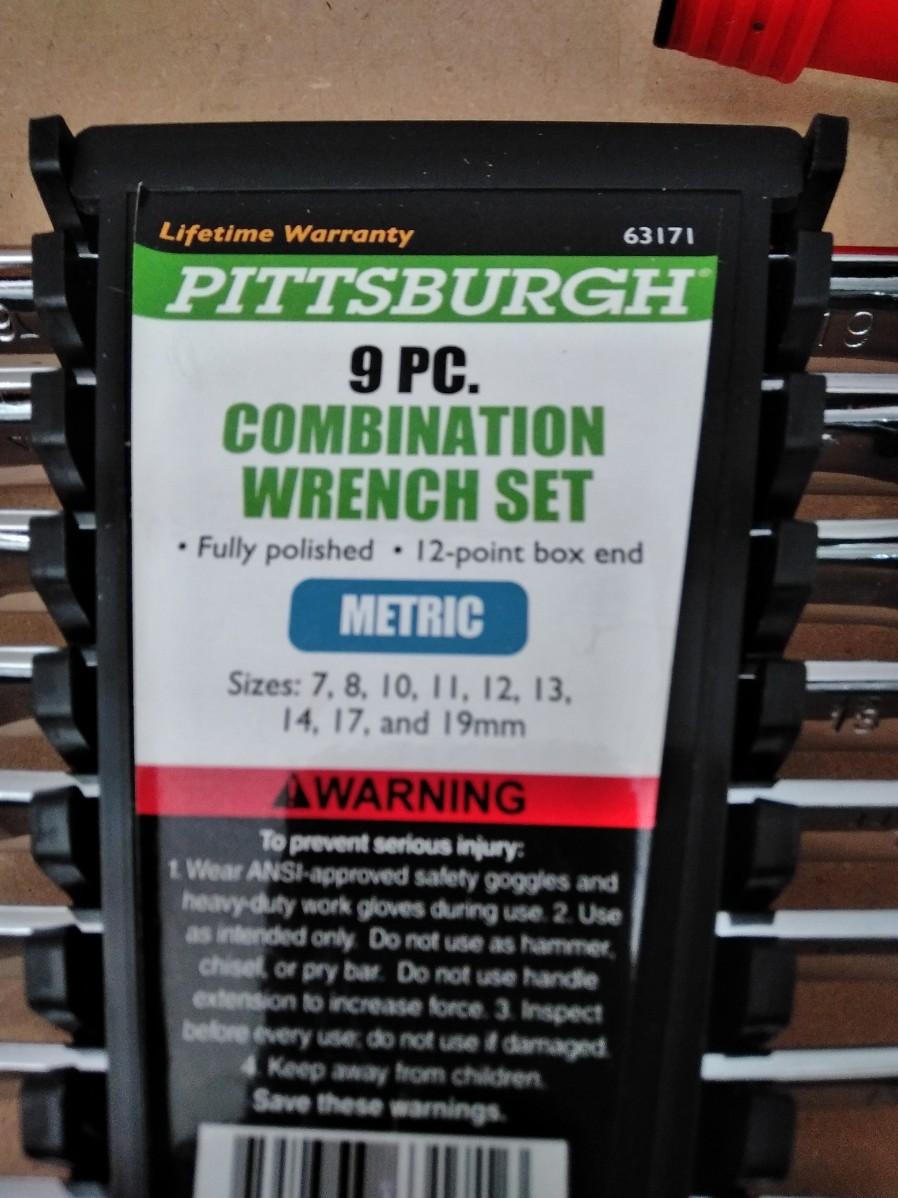 Lifetime Warranty 63171
PITTSBURGH®
9 PC.
COMBINATION
WRENCH SET
• Fully polished • 12-point box end
METRIC
Sizes: 7, 8, 10, 11, 12, 13,
14, 17, and 19mm
WARNING
To prevent serious injury:
1. Wear ANSI-approved safety goggles and
heavy-duty work gloves during use. 2. Use
as intended only. Do not use as hammer,
chisel, or pry bar. Do not use handle
extension to increase force. 3. Inspect
before every use; do not use if damaged.
4. Keep away from children.
Save these warnings.
19